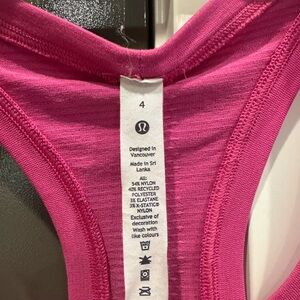 4
Designed in
Vancouver
Made in Sri
Lanka
All:
54% NYLON
40% RECYCLED
POLYESTER
3% ELASTANE
3% X-STATIC®
NYLON
Exclusive of
decoration
Wash with
like colours